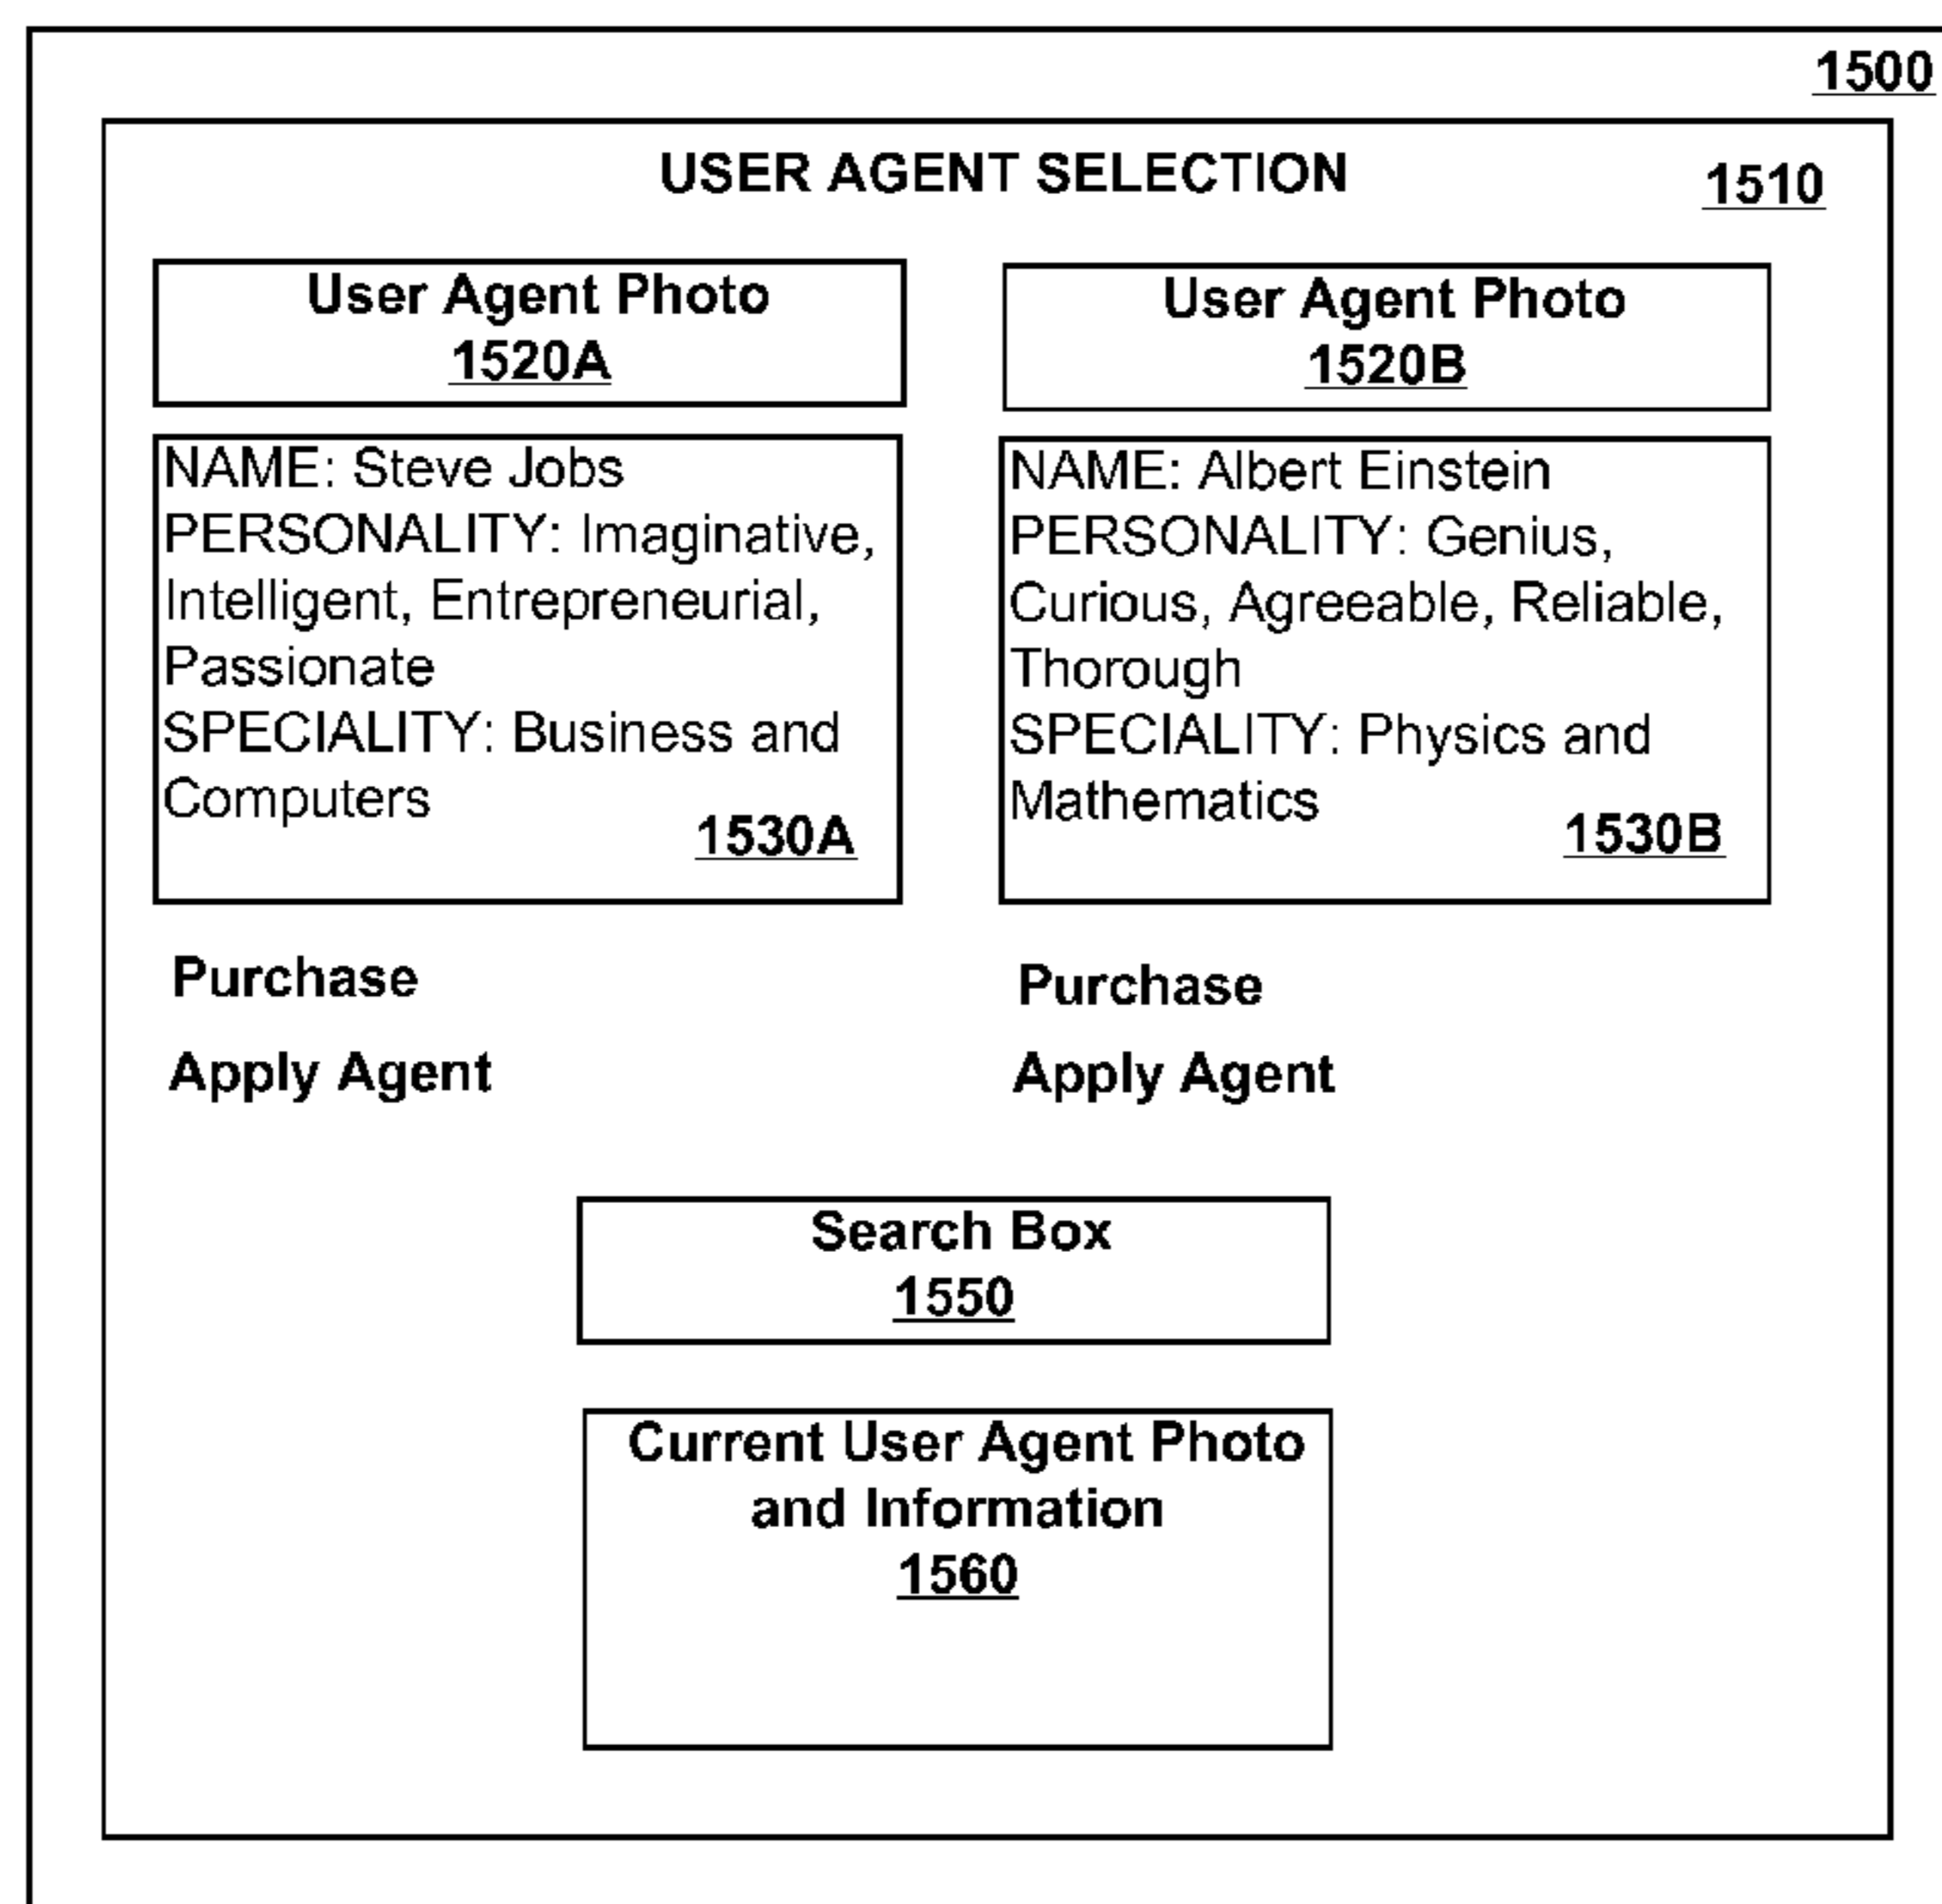 1500
USER AGENT SELECTION
1510
User Agent Photo
1520A
User Agent Photo
1520B
NAME: Steve Jobs
PERSONALITY: Imaginative,
Intelligent, Entrepreneurial,
Passionate
SPECIALITY: Business and
Computers
1530A
NAME: Albert Einstein
PERSONALITY: Genius,
Curious, Agreeable, Reliable,
Thorough
SPECIALITY: Physics and
Mathematics
1530B
Purchase
Apply Agent
Purchase
Apply Agent
Search Box
1550
Current User Agent Photo
and Information
1560